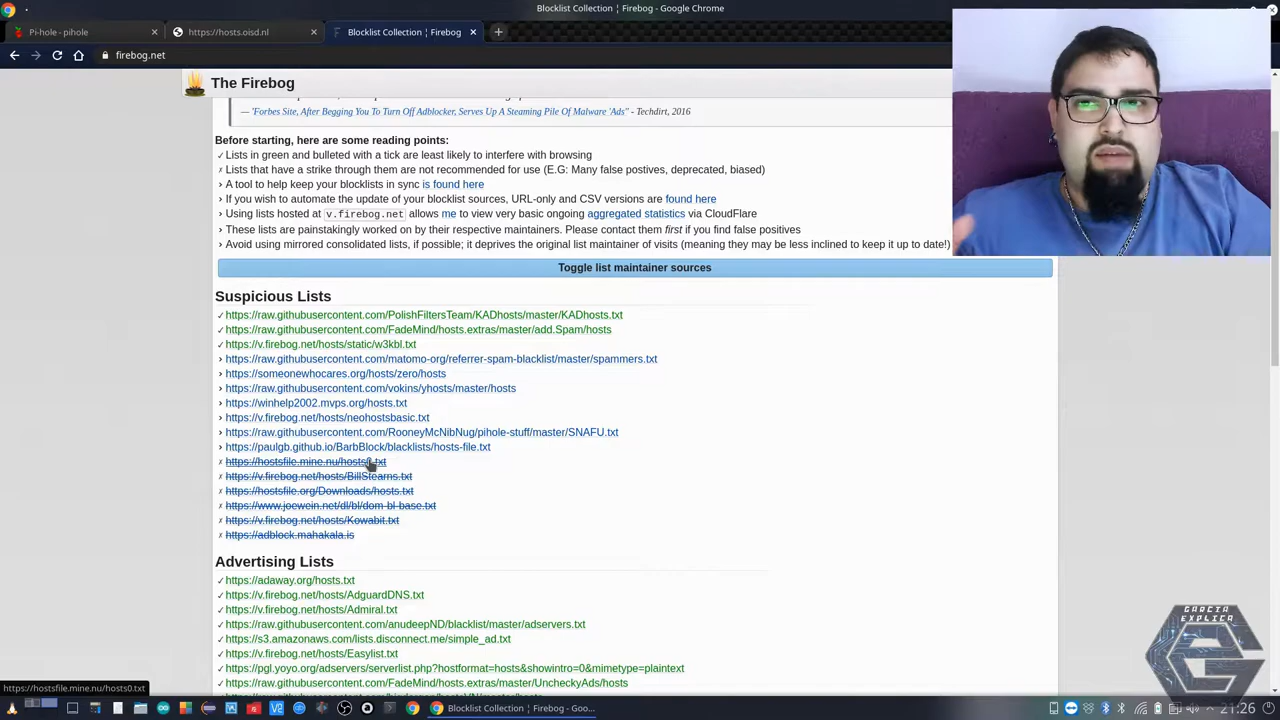 Blocklist Collection ¦ Firebog - Google Chrome
Pi-hole - pihole
https://hosts.oisd.nl
Blocklist Collection ¦ Firebog
firebog.net
The Firebog
— "Forbes Site, After Begging You To Turn Off Adblocker, Serves Up A Steaming Pile Of Malware 'Ads'" - Techdirt, 2016
Before starting, here are some reading points:
✓ Lists in green and bulleted with a tick are least likely to interfere with browsing
✗ Lists that have a strike through them are not recommended for use (E.G: Many false postives, deprecated, biased)
› A tool to help keep your blocklists in sync is found here
› If you wish to automate the update of your blocklist sources, URL-only and CSV versions are found here
› Using lists hosted at v.firebog.net allows me to view very basic ongoing aggregated statistics via CloudFlare
› These lists are painstakingly worked on by their respective maintainers. Please contact them first if you find false positives
› Avoid using mirrored consolidated lists, if possible; it deprives the original list maintainer of visits (meaning they may be less inclined to keep it up to date!)
Toggle list maintainer sources
Suspicious Lists
✓ https://raw.githubusercontent.com/PolishFiltersTeam/KADhosts/master/KADhosts.txt
✓ https://raw.githubusercontent.com/FadeMind/hosts.extras/master/add.Spam/hosts
✓ https://v.firebog.net/hosts/static/w3kbl.txt
› https://raw.githubusercontent.com/matomo-org/referrer-spam-blacklist/master/spammers.txt
› https://someonewhocares.org/hosts/zero/hosts
› https://raw.githubusercontent.com/vokins/yhosts/master/hosts
› https://winhelp2002.mvps.org/hosts.txt
› https://v.firebog.net/hosts/neohostsbasic.txt
› https://raw.githubusercontent.com/RooneyMcNibNug/pihole-stuff/master/SNAFU.txt
› https://paulgb.github.io/BarbBlock/blacklists/hosts-file.txt
✗ https://hostsfile.mine.nu/hosts0.txt
✗ https://v.firebog.net/hosts/BillStearns.txt
✗ https://hostsfile.org/Downloads/hosts.txt
✗ https://www.joewein.net/dl/bl/dom-bl-base.txt
✗ https://v.firebog.net/hosts/Kowabit.txt
✗ https://adblock.mahakala.is
Advertising Lists
✓ https://adaway.org/hosts.txt
✓ https://v.firebog.net/hosts/AdguardDNS.txt
✓ https://v.firebog.net/hosts/Admiral.txt
✓ https://raw.githubusercontent.com/anudeepND/blacklist/master/adservers.txt
✓ https://s3.amazonaws.com/lists.disconnect.me/simple_ad.txt
✓ https://v.firebog.net/hosts/Easylist.txt
✓ https://pgl.yoyo.org/adservers/serverlist.php?hostformat=hosts&showintro=0&mimetype=plaintext
✓ https://raw.githubusercontent.com/FadeMind/hosts.extras/master/UncheckyAds/hosts
GARCIA
EXPLICA
https://hostsfile.mine.nu/hosts0.txt
Blocklist Collection ¦ Firebog - Goo...
21:26